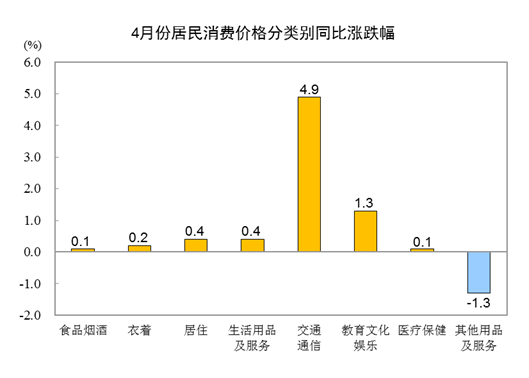 4月份居民消费价格分类别同比涨跌幅
(%)
6.0
5.0
4.0
3.0
2.0
1.0
0.0
-1.0
-2.0
0.1
0.2
0.4
0.4
4.9
1.3
0.1
-1.3
食品烟酒
衣着
居住
生活用品
及服务
交通
通信
教育文化
娱乐
医疗保健
其他用品
及服务